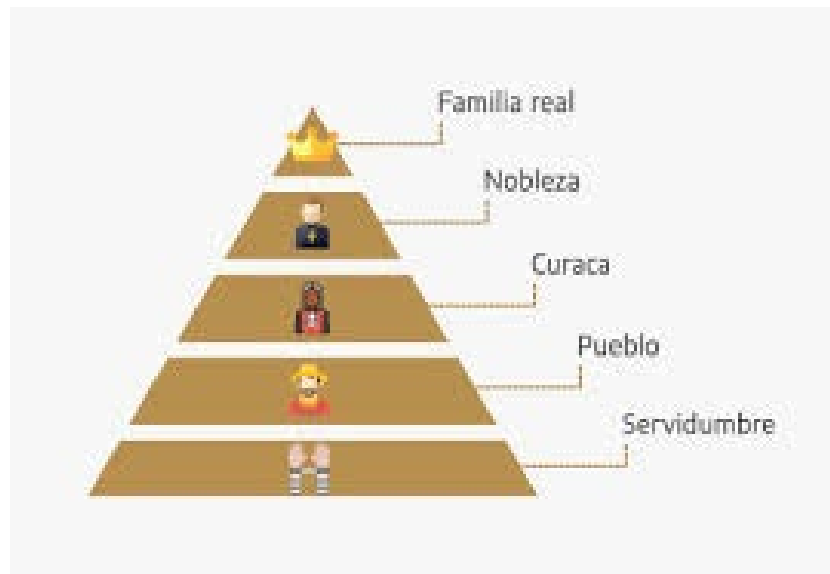 Familia real
Nobleza
Curaca
Pueblo
Servidumbre